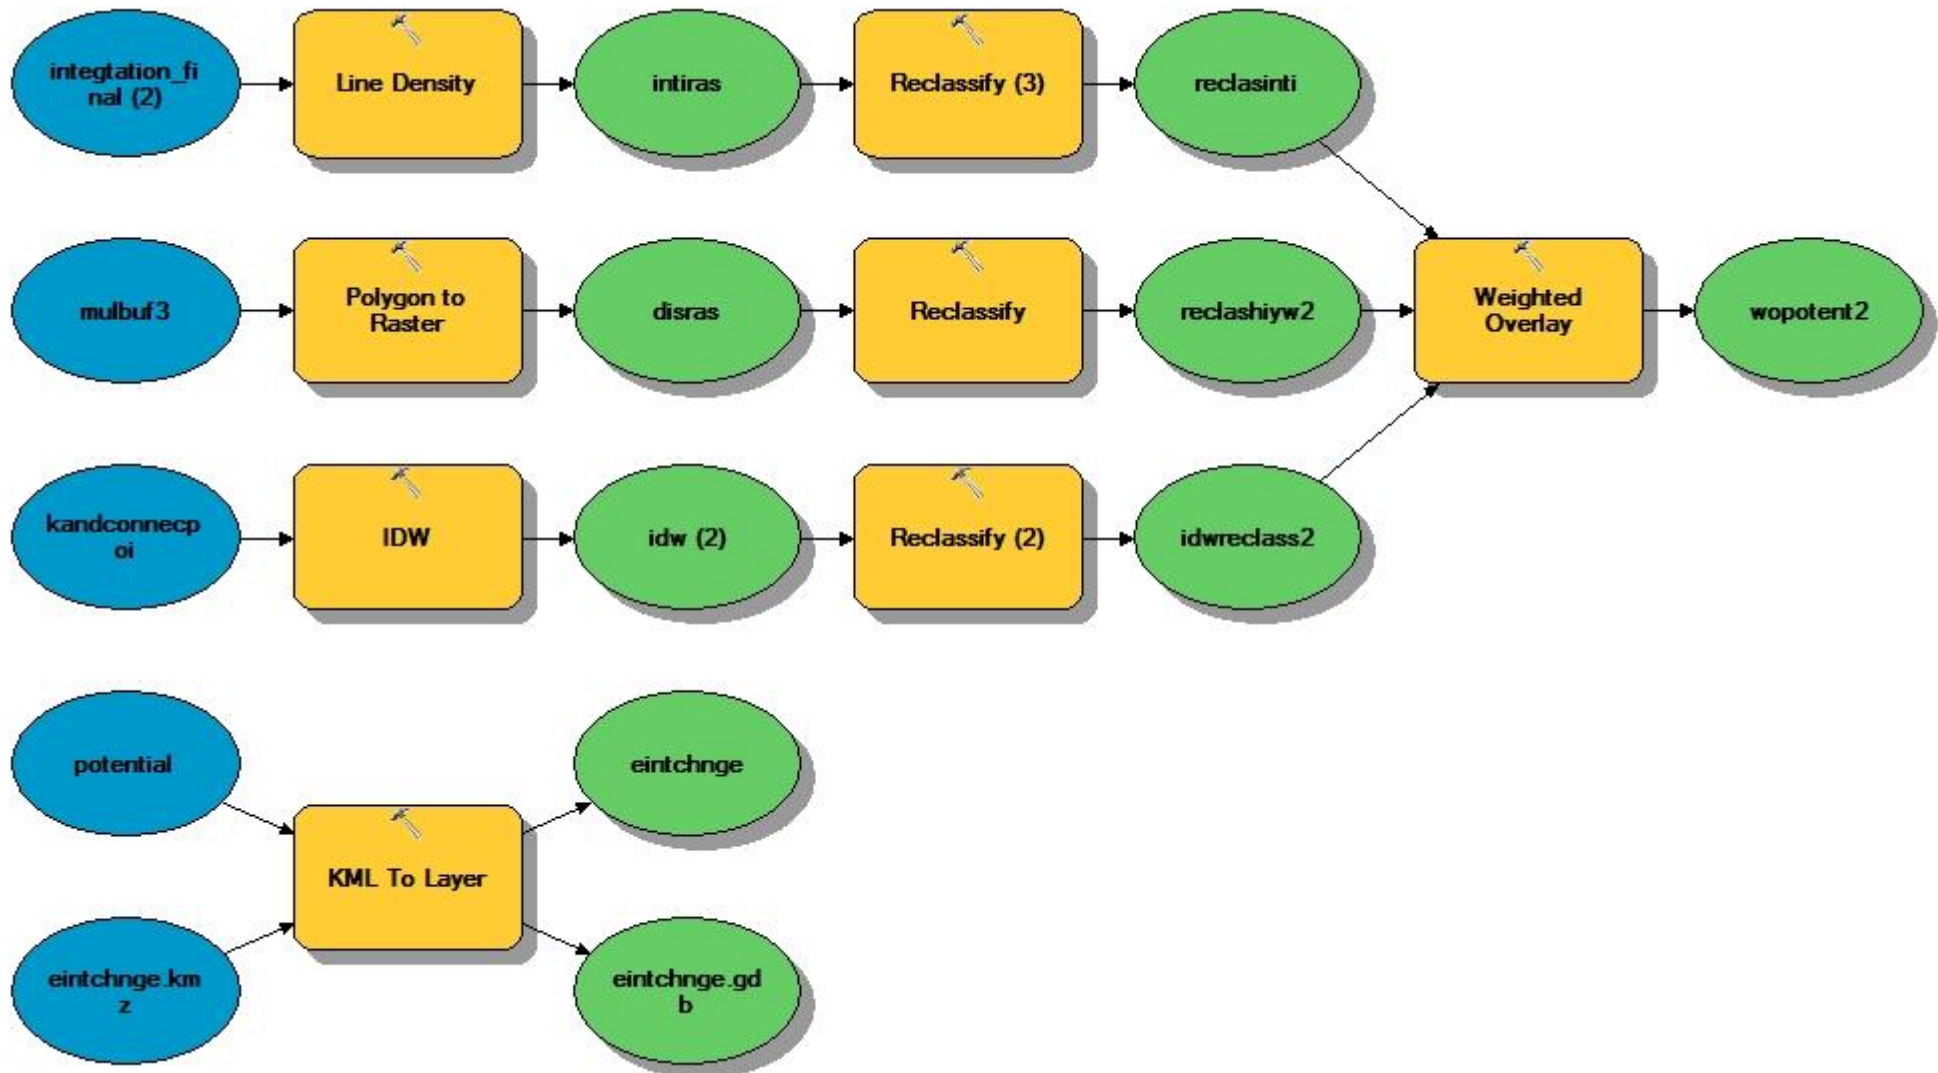 integtation_fi
nal (2)
Line Density
intiras
Reclassify (3)
reclasinti
mulbuf3
Polygon to
Raster
disras
Reclassify
reclashiyw2
Weighted
Overlay
wopotent2
kandconnecp
oi
IDW
idw (2)
Reclassify (2)
idwreclass2
potential
eintchnge
KML To Layer
eintchnge.km
z
eintchnge.gd
b